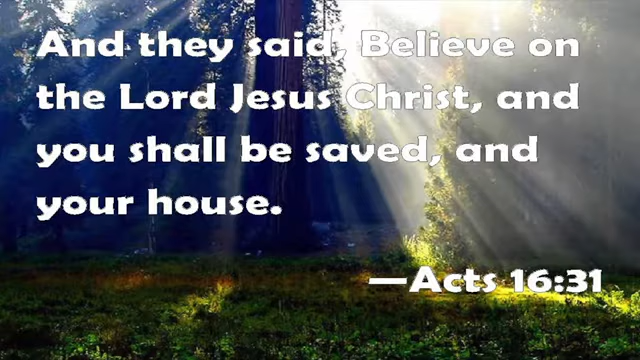 And they said, Believe on
the Lord Jesus Christ, and
you shall be saved, and
your house.
—Acts 16:31